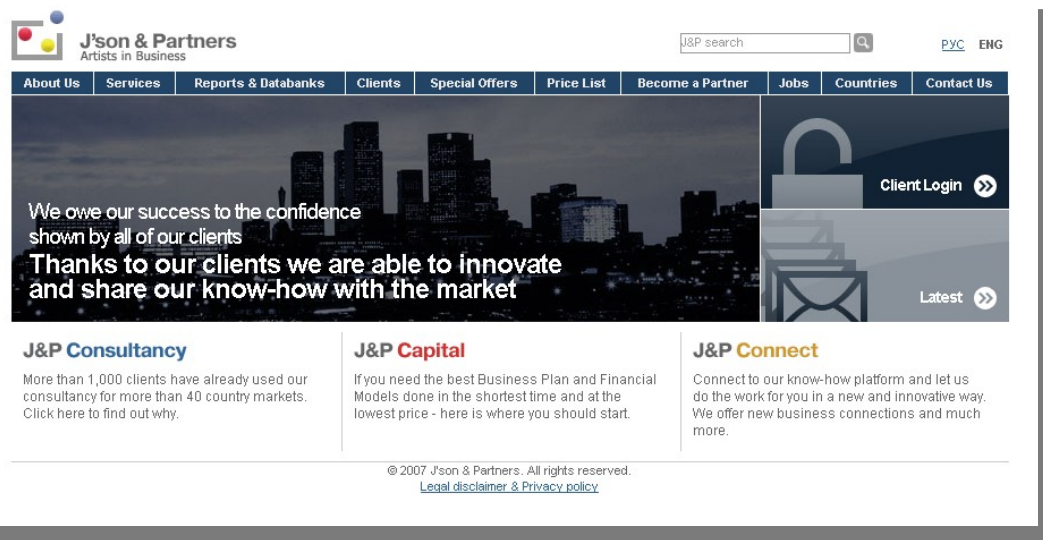 J'son & Partners
Artists in Business
J&P search
РУС ENG
About Us Services Reports & Databanks Clients Special Offers Price List Become a Partner Jobs Countries Contact Us
We owe our success to the confidence
shown by all of our clients
Thanks to our clients we are able to innovate
and share our know-how with the market
Client Login
Latest
J&P Consultancy
More than 1,000 clients have already used our
consultancy for more than 40 country markets.
Click here to find out why.
J&P Capital
If you need the best Business Plan and Financial
Models done in the shortest time and at the
lowest price - here is where you should start.
J&P Connect
Connect to our know-how platform and let us
do the work for you in a new and innovative way.
We offer new business connections and much
more.
© 2007 J'son & Partners. All rights reserved.
Legal disclaimer & Privacy policy